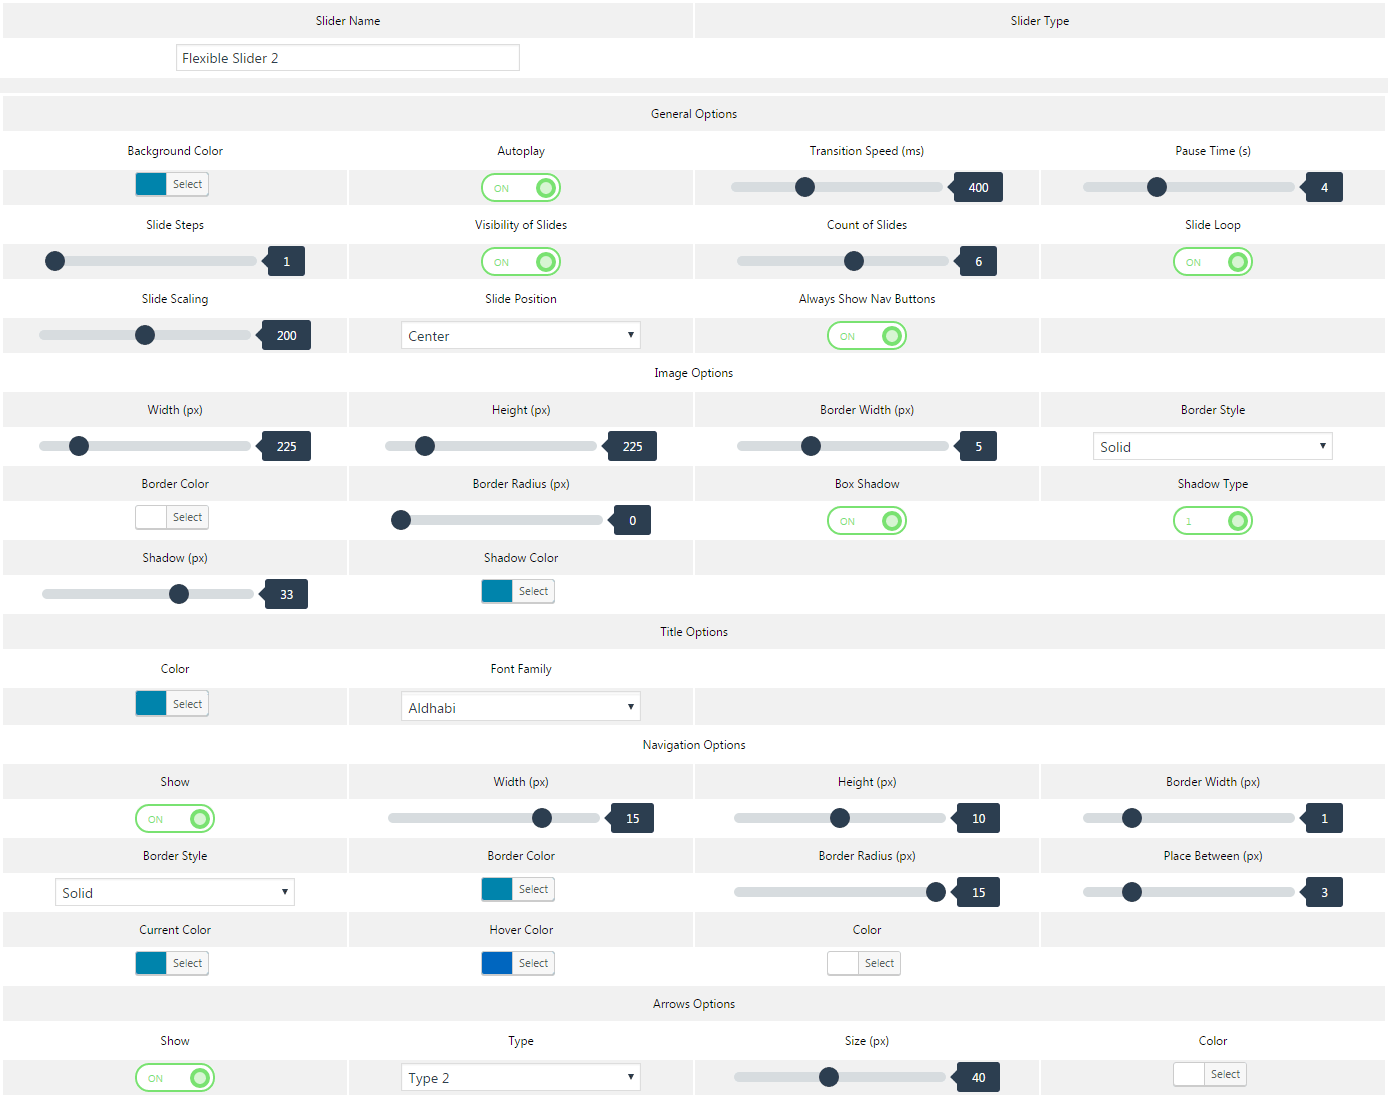 Slider Name Slider Type
Flexible Slider 2
General Options
Background Color Autoplay Transition Speed (ms) Pause Time (s)
Select ON 400 4
Slide Steps Visibility of Slides Count of Slides Slide Loop
1 ON 6 ON
Slide Scaling Slide Position Always Show Nav Buttons
200 Center ON
Image Options
Width (px) Height (px) Border Width (px) Border Style
225 225 5 Solid
Border Color Border Radius (px) Box Shadow Shadow Type
Select 0 ON 1
Shadow (px) Shadow Color
33 Select
Title Options
Color Font Family
Select Aldhabi
Navigation Options
Show Width (px) Height (px) Border Width (px)
ON 15 10 1
Border Style Border Color Border Radius (px) Place Between (px)
Solid Select 15 3
Current Color Hover Color Color
Select Select Select
Arrows Options
Show Type Size (px) Color
ON Type 2 40 Select